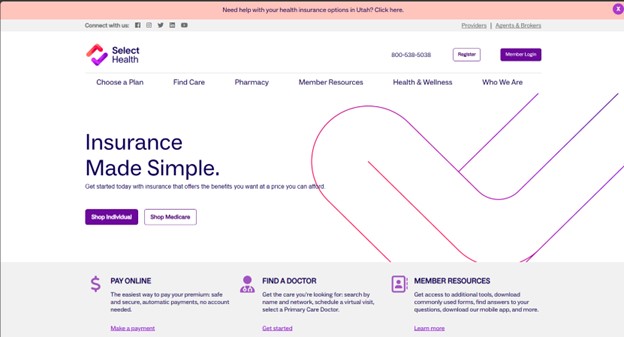 Need help with your health insurance options in Utah? Click here.
X
Connect with us:
Providers | Agents & Brokers
Select
Health
800-538-5038
Register
Member Login
Choose a Plan
Find Care
Pharmacy
Member Resources
Health & Wellness
Who We Are
Insurance
Made Simple.
Get started today with insurance that offers the benefits you want at a price you can afford.
Shop Individual
Shop Medicare
PAY ONLINE
The easiest way to pay your premium: safe
and secure, automatic payments, no account
needed.
Make a payment
FIND A DOCTOR
Get the care you're looking for: search by
name and network, schedule a virtual visit,
select a Primary Care Doctor.
Get started
MEMBER RESOURCES
Get access to additional tools, download
commonly used forms, find answers to your
questions, download our mobile app, and more.
Learn more